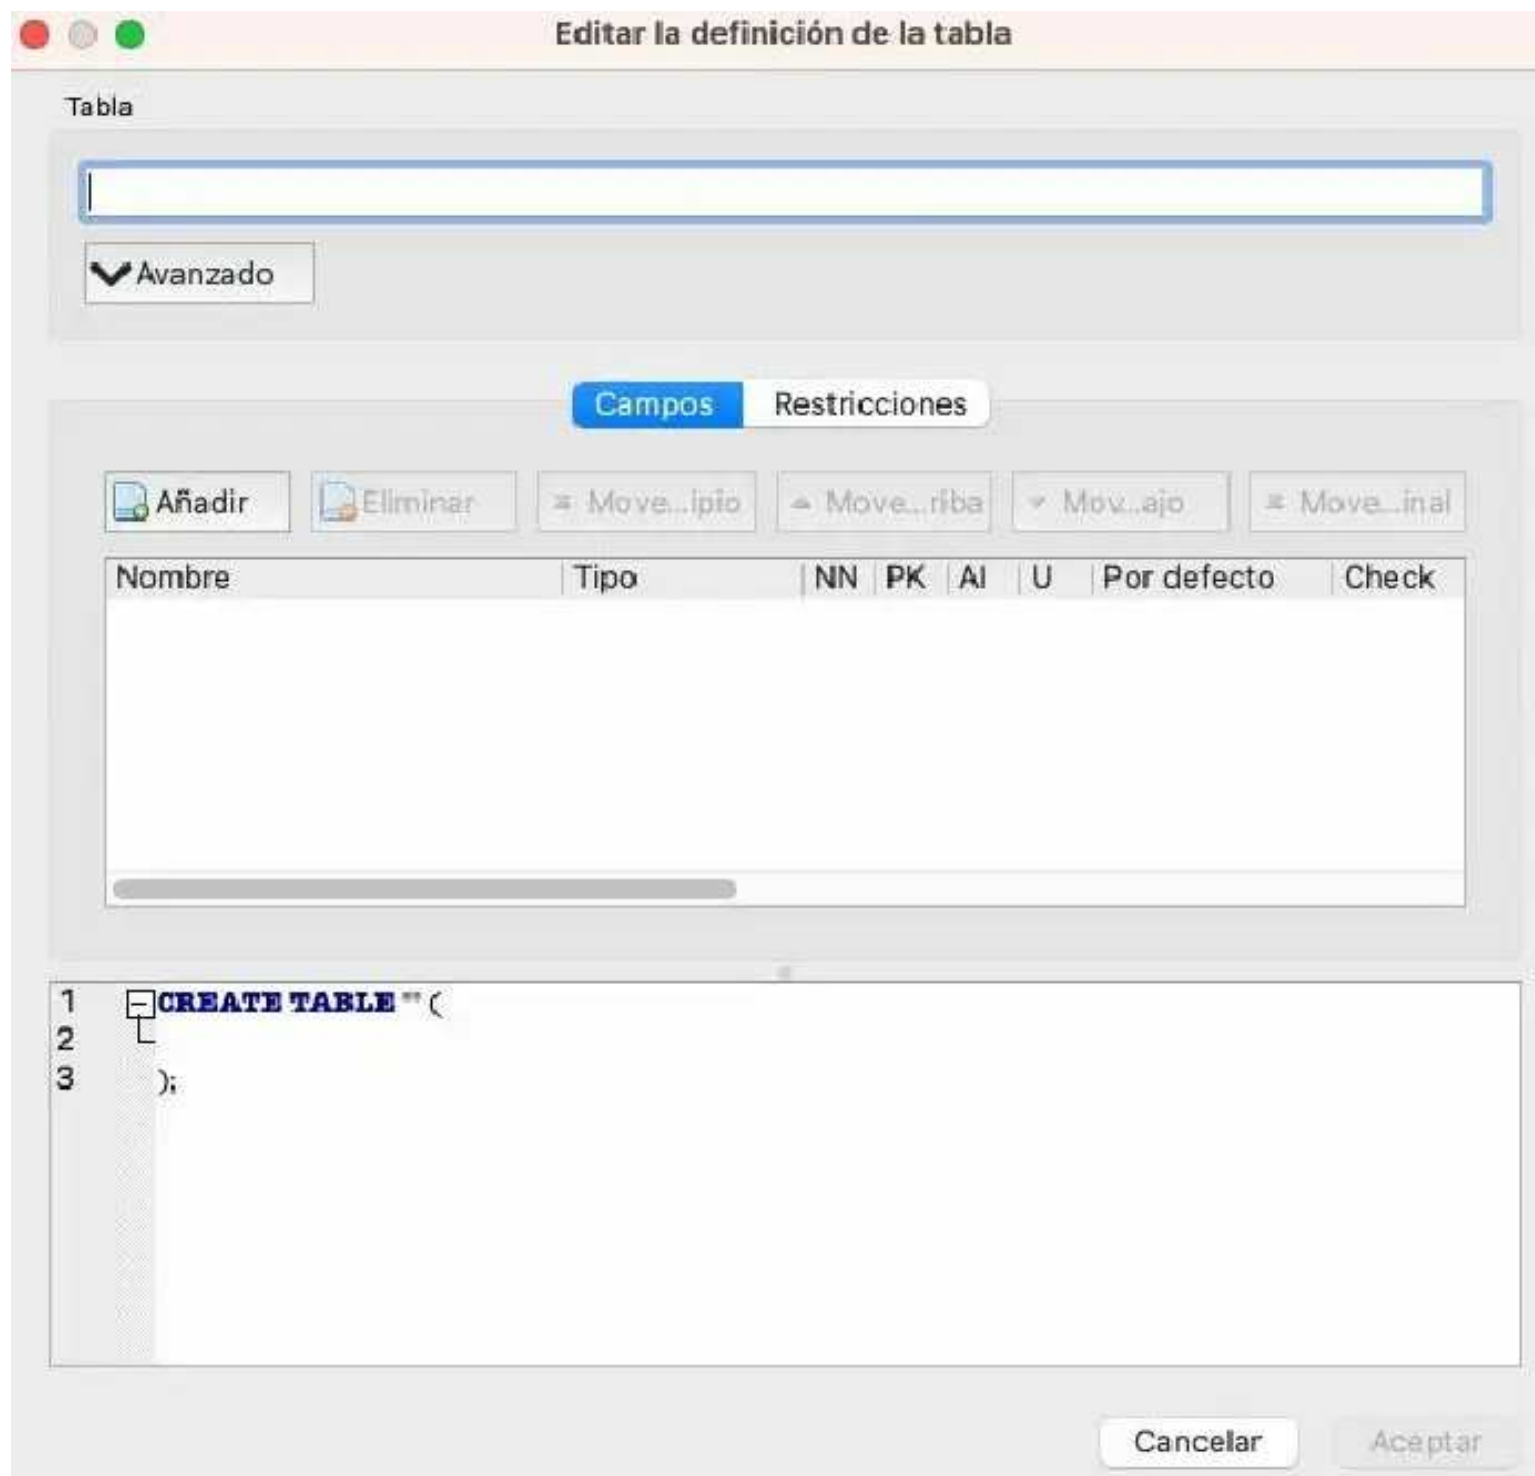 Editar la definición de la tabla
Tabla
Avanzado
Campos Restricciones
Añadir Eliminar Move...ipio Move...riba Mov...ajo Move...inal
Nombre Tipo NN PK AI U Por defecto Check
1 CREATE TABLE "" (
2
3 );
Cancelar Aceptar